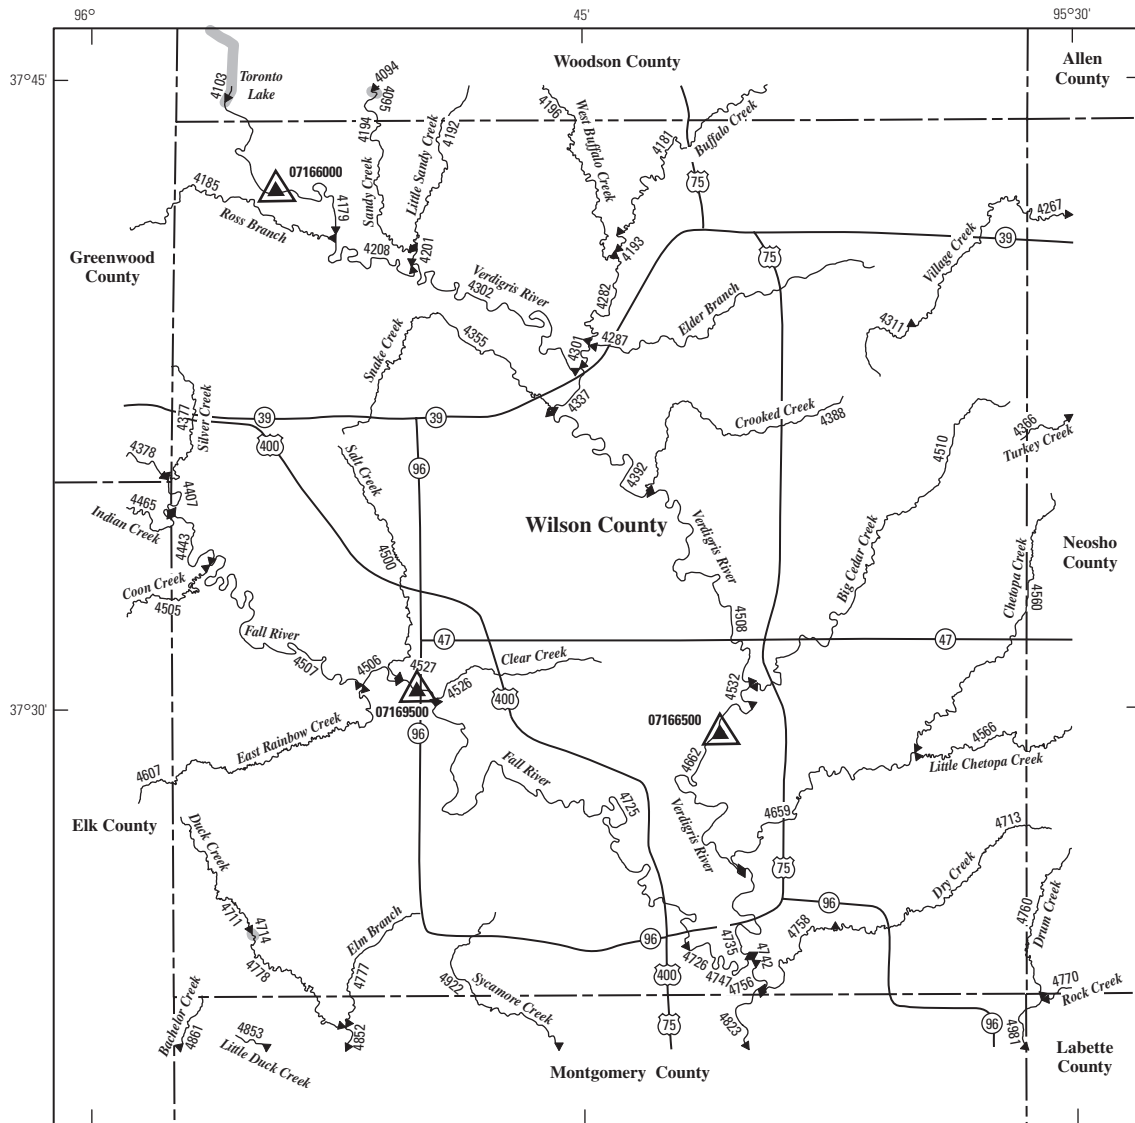 96°
45'
95°30'
37°45'
Woodson County
Allen
County
4103
Toronto
Lake
4094
4095
4194
Sandy Creek
Little Sandy Creek
4192
4196
West Buffalo Creek
4181
Buffalo Creek
75
07166000
4185
4179
Ross Branch
4208
4201
4193
4267
39
Village Creek
Greenwood
County
Verdigris River
4302
4282
75
Elder Branch
Snake Creek
4355
4301
4287
4311
4337
39
39
4377
Silver Creek
400
Crooked Creek
4388
4366
Turkey Creek
4378
96
Salt Creek
4392
4510
4407
4465
Indian Creek
4443
Wilson County
Verdigris River
Big Cedar Creek
Chetopa Creek
Neosho
County
4500
Coon Creek
4505
4560
Fall River
4507
47
4508
47
4506
4527
Clear Creek
4526
4532
400
37°30'
07169500
07166500
96
East Rainbow Creek
4566
Little Chetopa Creek
4607
Fall River
4662
4725
Verdigris River
4659
4713
Elk County
Duck Creek
75
Dry Creek
4711
4714
Elm Branch
96
4760
Drum Creek
4758
96
4735
4742
4726
4747
4756
4778
4777
4922
Sycamore Creek
400
4770
Rock Creek
Bachelor Creek
4861
4853
Little Duck Creek
4852
75
4823
96
4981
Labette
County
Montgomery County